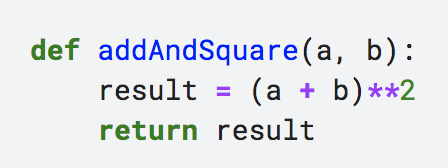 def addAndSquare(a, b):
    result = (a + b)**2
    return result